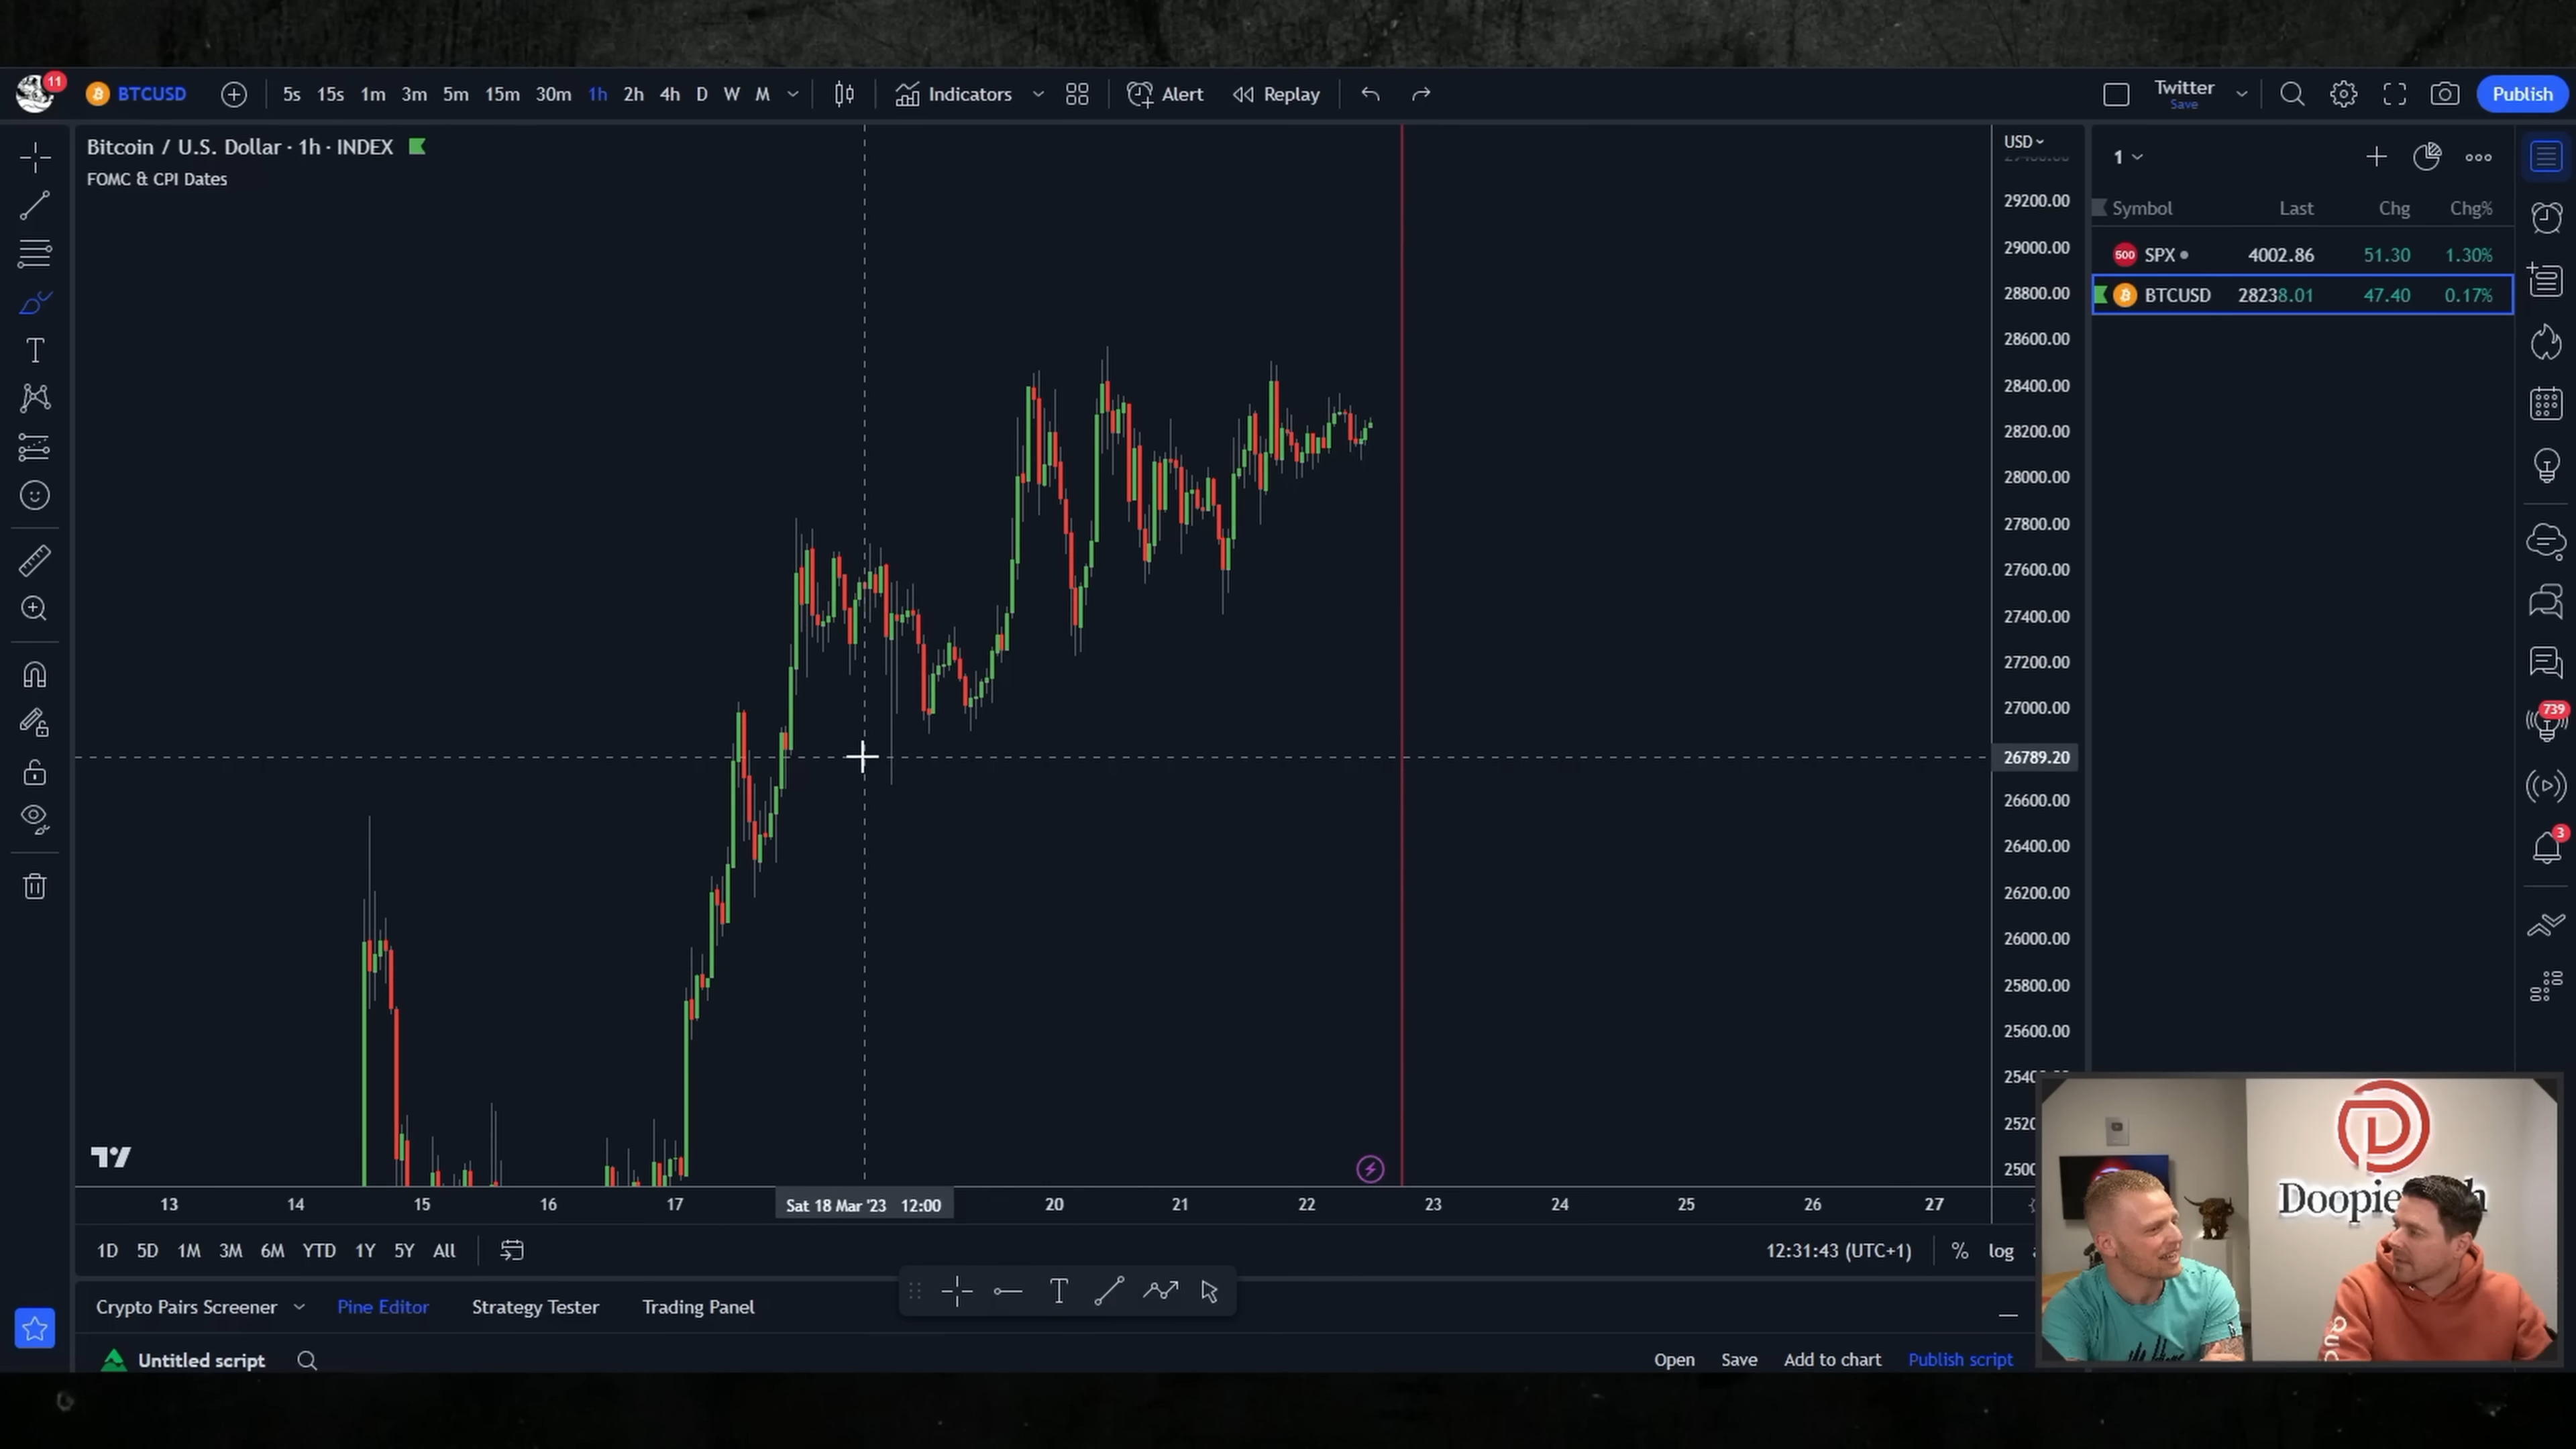 11 BTCUSD 5s 15s 1m 3m 5m 15m 30m 1h 2h 4h D W M Indicators Alert Replay Twitter Publish
Save
Bitcoin / U.S. Dollar · 1h · INDEX
FOMC & CPI Dates
USD
29200.00
29000.00
28800.00
28600.00
28400.00
28200.00
28000.00
27800.00
27600.00
27400.00
27200.00
27000.00
26789.20
26600.00
26400.00
26200.00
26000.00
25800.00
25600.00
13 14 15 16 17 Sat 18 Mar '23 12:00 20 21 22 23 24 25 26 27
1D 5D 1M 3M 6M YTD 1Y 5Y All 12:31:43 (UTC+1) % log
Crypto Pairs Screener Pine Editor Strategy Tester Trading Panel
Untitled script Open Save Add to chart Publish script
1
Symbol Last Chg Chg%
500 SPX 4002.86 51.30 1.30%
BTCUSD 28238.01 47.40 0.17%
739
3